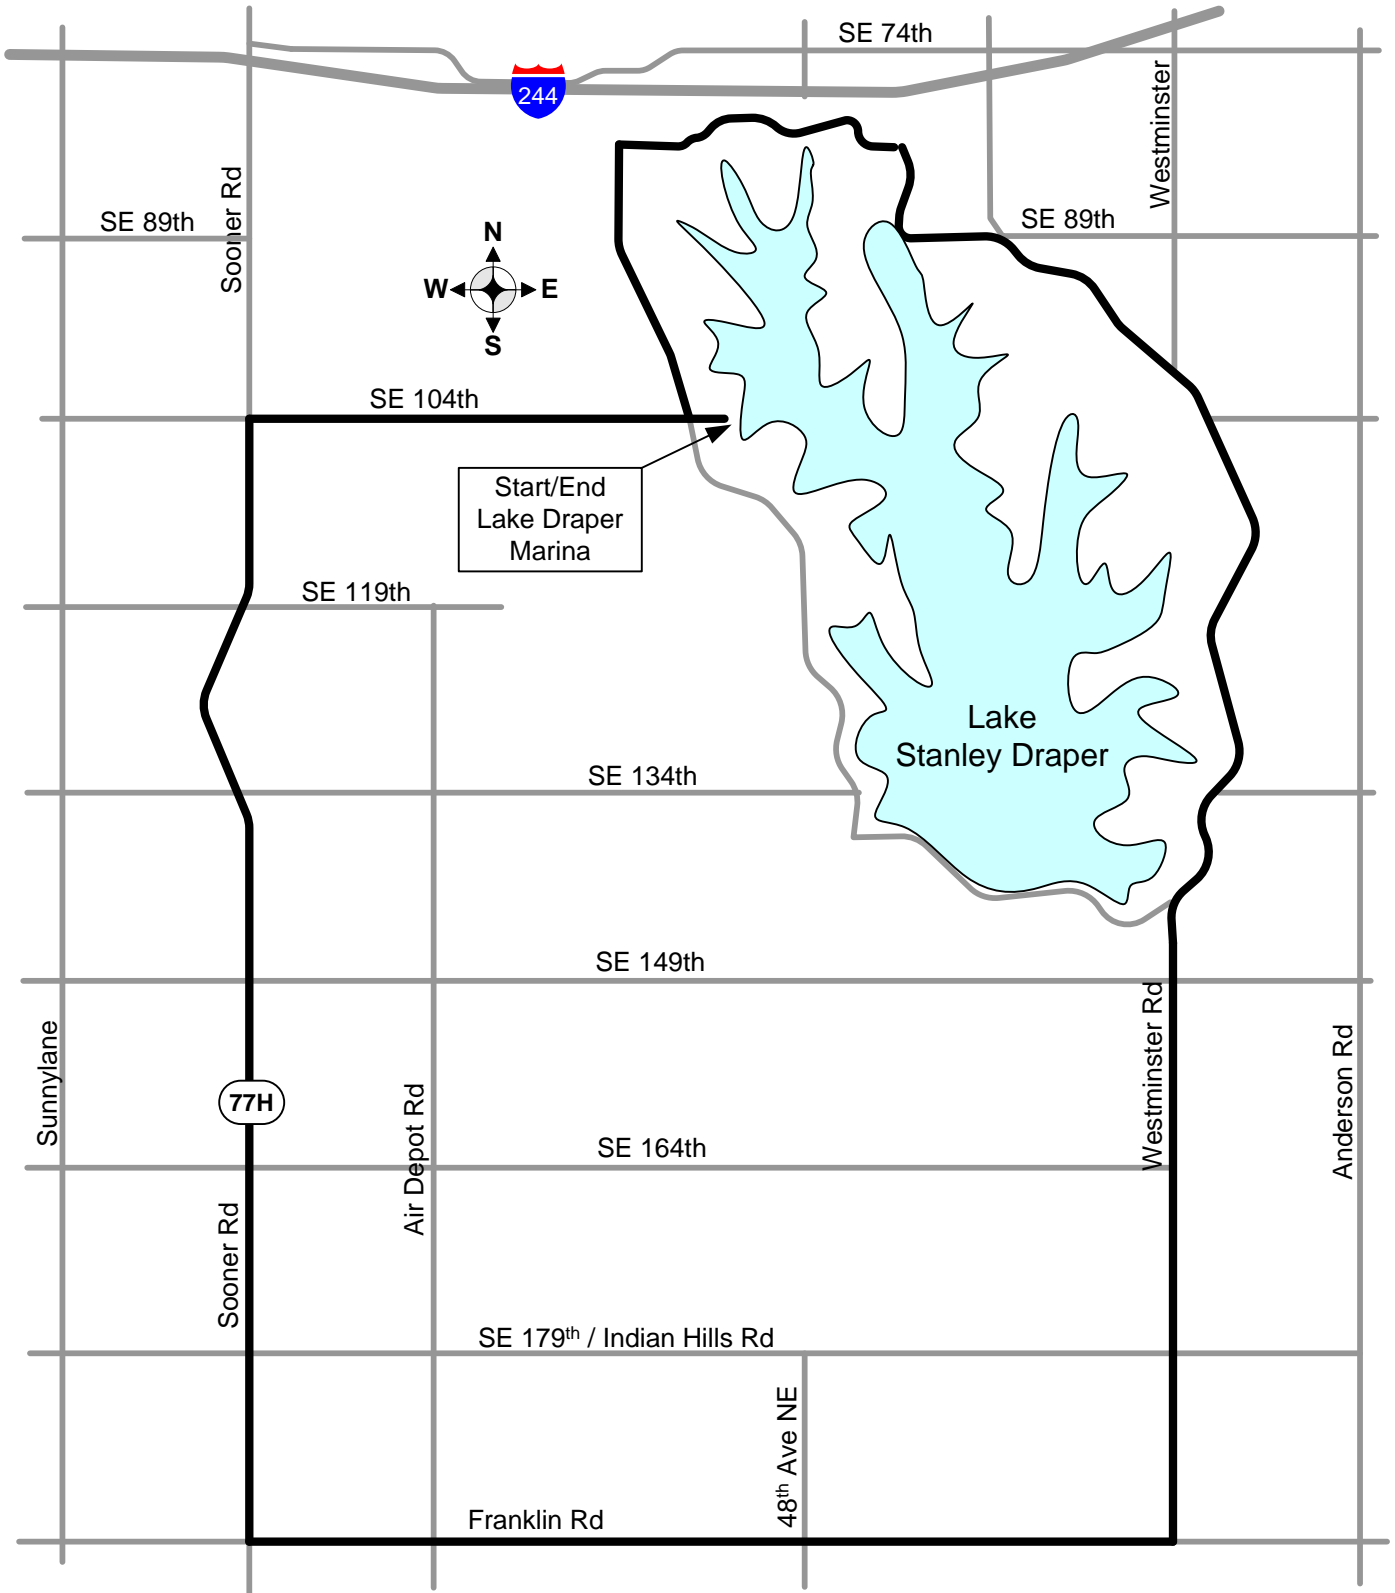 SE 74th
244
Westminster
Sooner Rd
SE 89th
SE 89th
N
W
E
S
SE 104th
Start/End
Lake Draper
Marina
SE 119th
Lake
Stanley Draper
SE 134th
SE 149th
Sunnylane
77H
Air Depot Rd
Westminster Rd
Anderson Rd
SE 164th
Sooner Rd
SE 179th / Indian Hills Rd
48th Ave NE
Franklin Rd